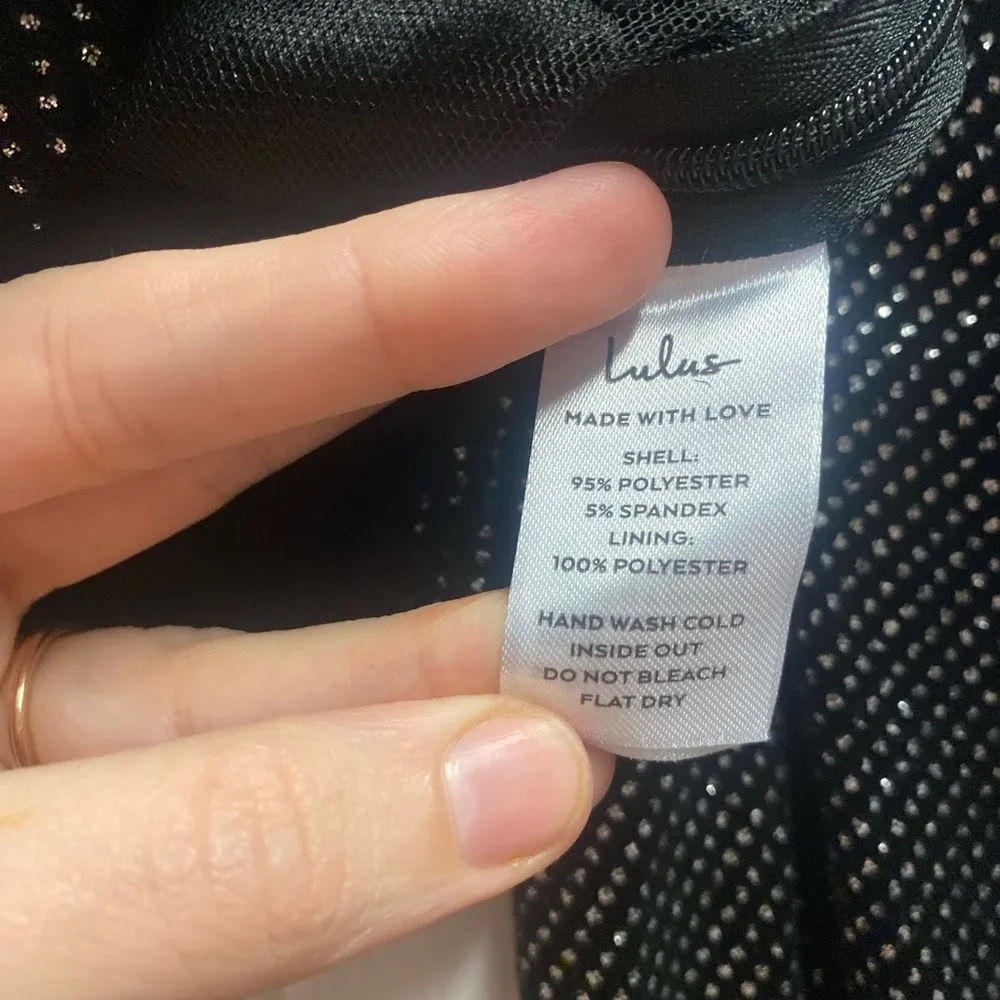 Lulus
MADE WITH LOVE
SHELL:
95% POLYESTER
5% SPANDEX
LINING:
100% POLYESTER
HAND WASH COLD
INSIDE OUT
DO NOT BLEACH
FLAT DRY